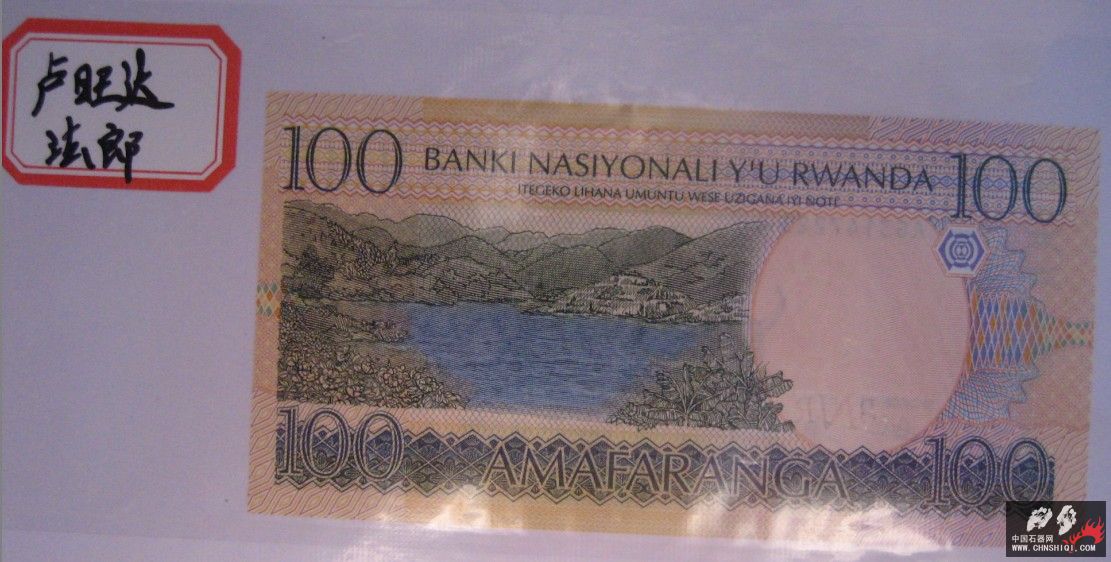 卢旺达
法郎
100 BANKI NASIYONALI Y'U RWANDA 100
ITEGEKO LIHANA UMUNTU WESE UZIGANA IYI NOTE
100 AMAFARANGA 100
中国石器网
WWW.CHNSHIQI.COM